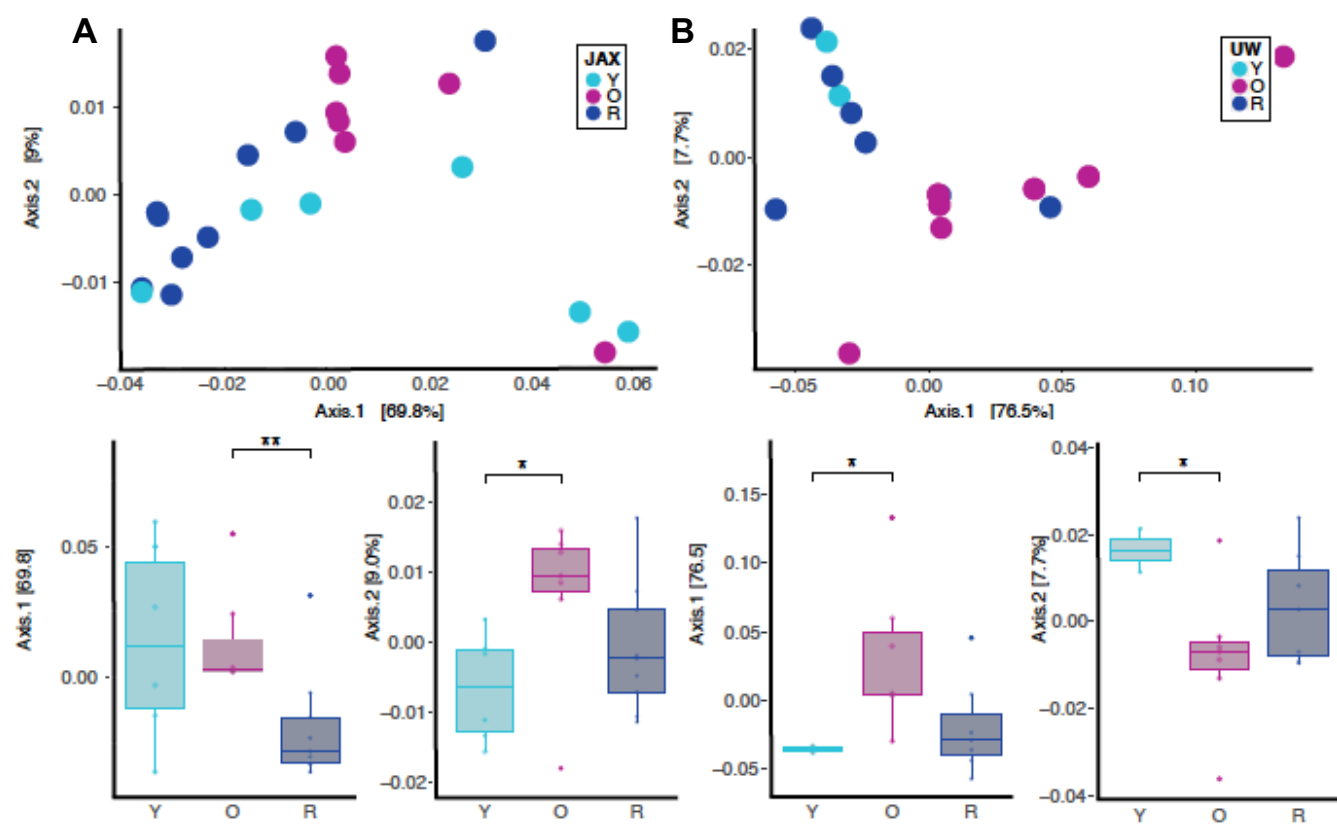 A
JAX
Y
O
R
0.01
0.00
−0.01
Axis.2 [9%]
−0.04 −0.02 0.00 0.02 0.04 0.06
Axis.1 [69.8%]
B
UW
Y
O
R
0.02
0.00
−0.02
Axis.2 [7.7%]
−0.05 0.00 0.05 0.10
Axis.1 [76.5%]
**
0.05
0.00
Axis.1 [69.8]
Y O R
*
0.02
0.01
0.00
−0.01
−0.02
Axis.2 [9.0%]
Y O R
*
0.15
0.10
0.05
0.00
−0.05
Axis.1 [76.5]
Y O R
*
0.04
0.02
0.00
−0.02
−0.04
Axis.2 [7.7%]
Y O R